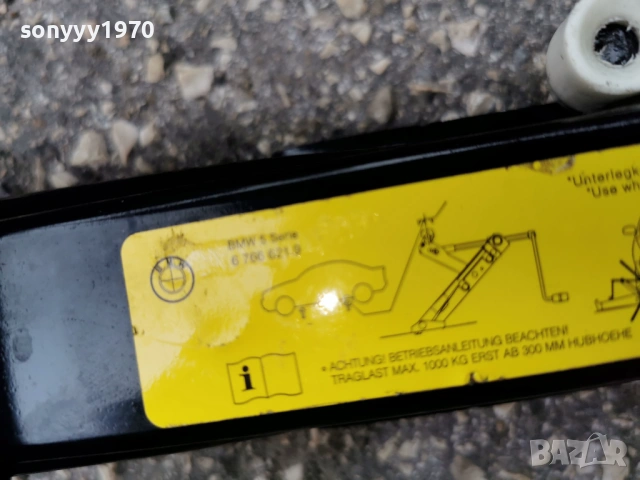 sonyyy1970
*Unterlegk
*Use wh
BMW
BMW 5 Serie
6 766 621.9
i
* ACHTUNG! BETRIEBSANLEITUNG BEACHTEN!
TRAGLAST MAX. 1000 KG ERST AB 300 MM HUBHOEHE
BAZAR